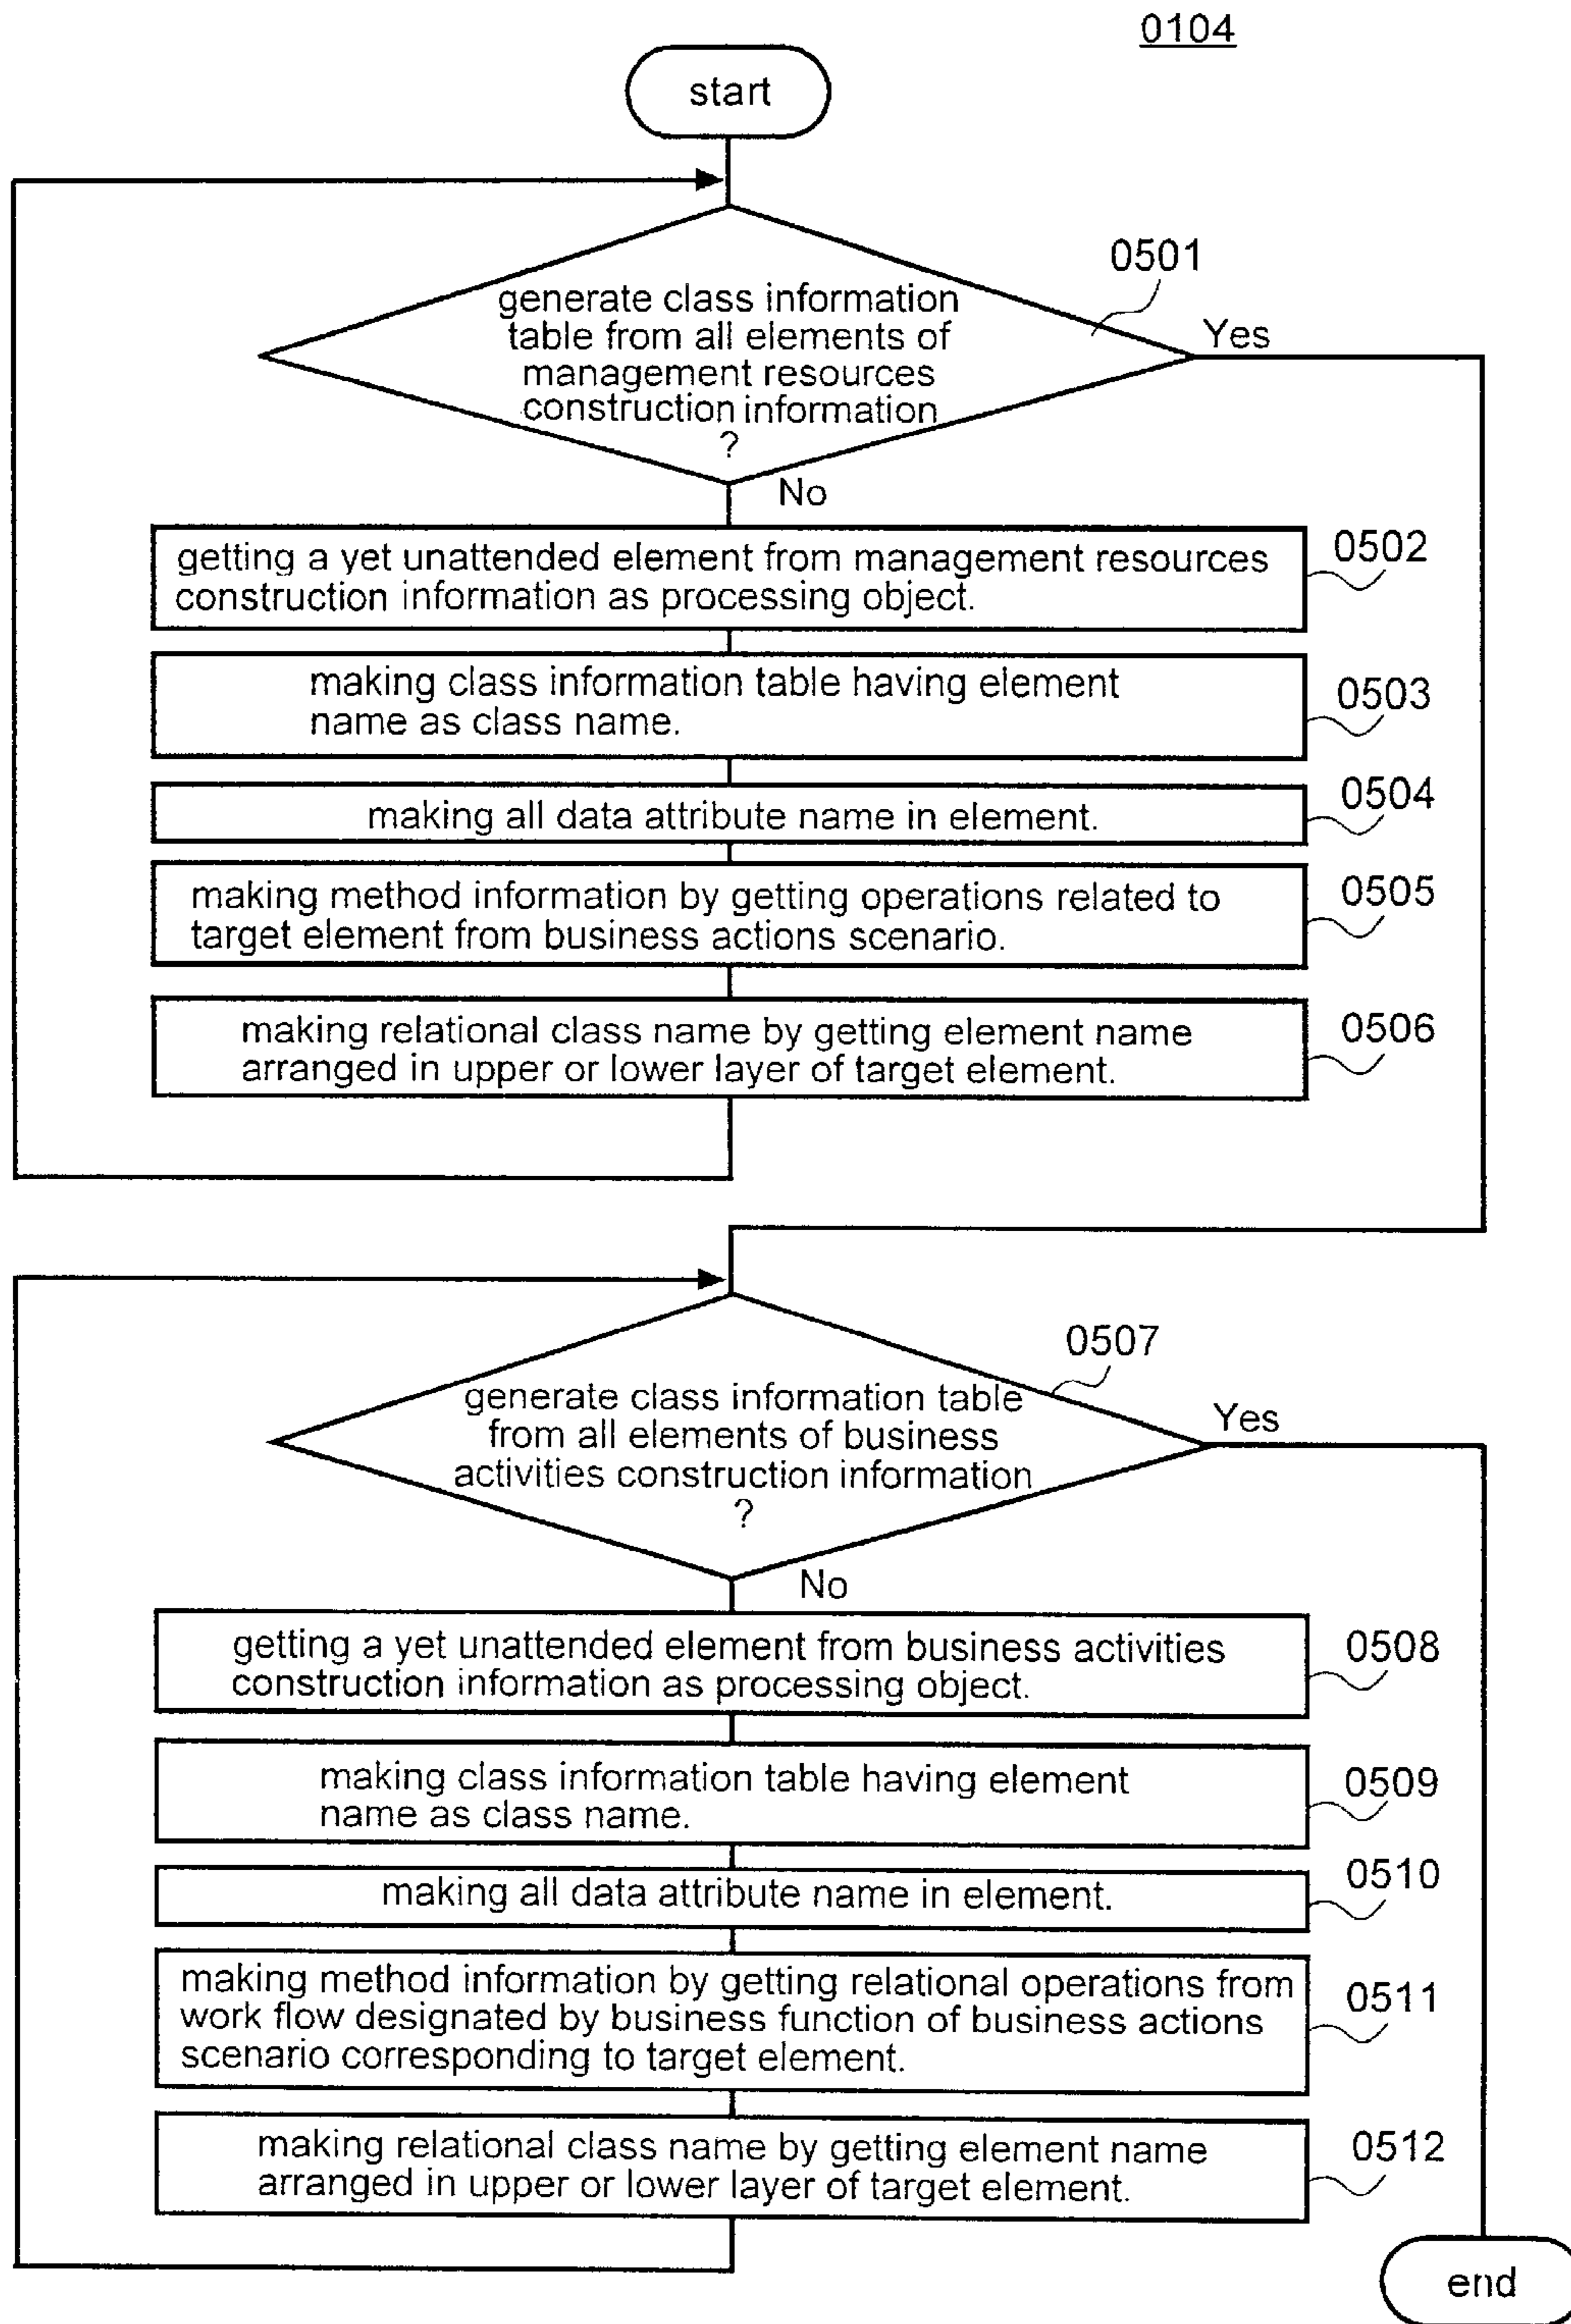 0104
start
0501
generate class information
table from all elements of
management resources
construction information
?
Yes
No
getting a yet unattended element from management resources
construction information as processing object.
0502
making class information table having element
name as class name.
0503
making all data attribute name in element.
0504
making method information by getting operations related to
target element from business actions scenario.
0505
making relational class name by getting element name
arranged in upper or lower layer of target element.
0506
0507
generate class information table
from all elements of business
activities construction information
?
Yes
No
getting a yet unattended element from business activities
construction information as processing object.
0508
making class information table having element
name as class name.
0509
making all data attribute name in element.
0510
making method information by getting relational operations from
work flow designated by business function of business actions
scenario corresponding to target element.
0511
making relational class name by getting element name
arranged in upper or lower layer of target element.
0512
end